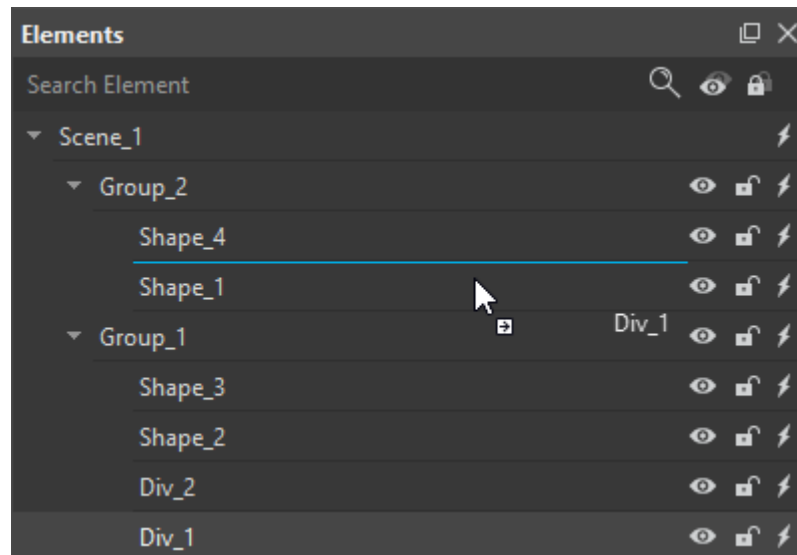 Elements
Search Element
Scene_1
Group_2
Shape_4
Shape_1
Div_1
Group_1
Shape_3
Shape_2
Div_2
Div_1